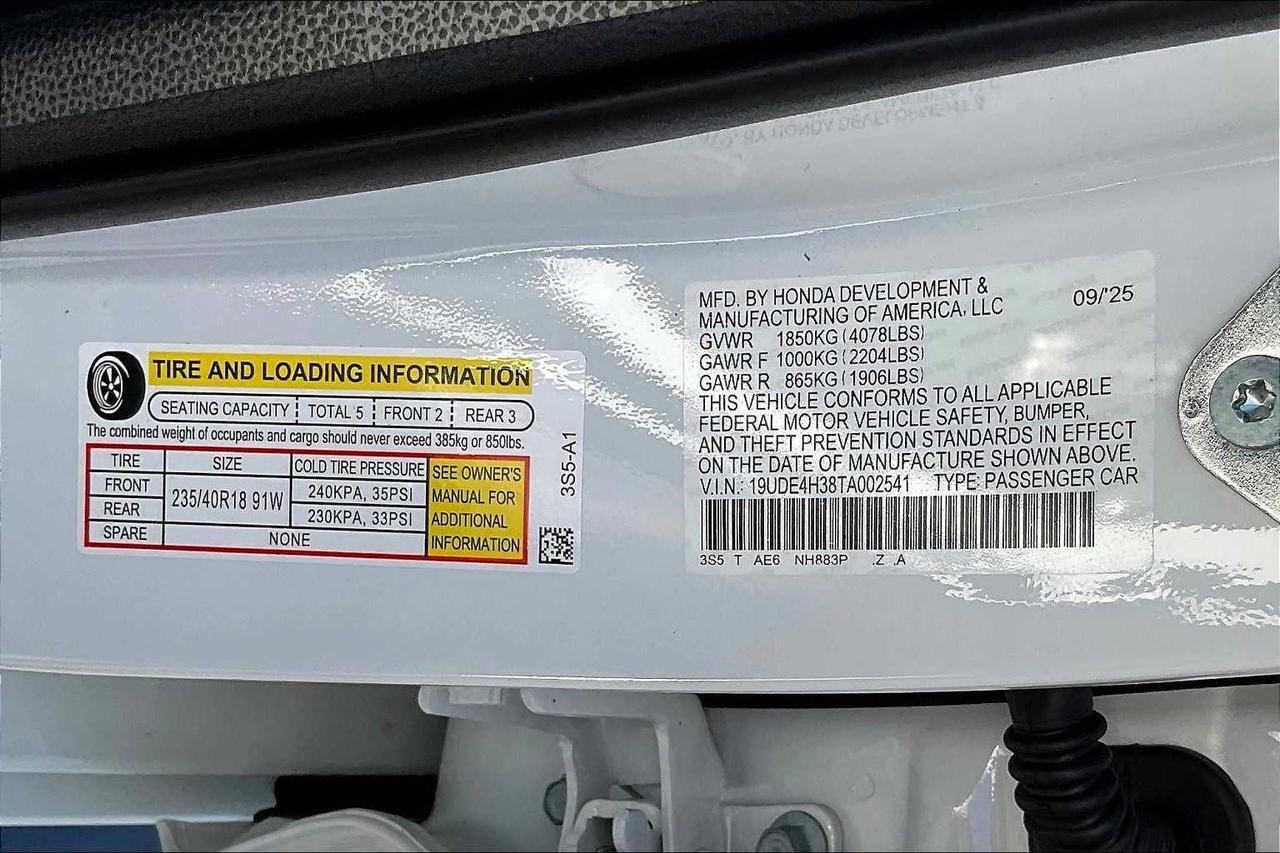 TIRE AND LOADING INFORMATION
SEATING CAPACITY TOTAL 5 FRONT 2 REAR 3
The combined weight of occupants and cargo should never exceed 385kg or 850lbs.
TIRE SIZE COLD TIRE PRESSURE
FRONT 235/40R18 91W 240KPA, 35PSI
REAR 230KPA, 33PSI
SPARE NONE
SEE OWNER'S
MANUAL FOR
ADDITIONAL
INFORMATION
3S5-A1
MFD. BY HONDA DEVELOPMENT & 09/'25
MANUFACTURING OF AMERICA, LLC
GVWR 1850KG (4078LBS)
GAWR F 1000KG (2204LBS)
GAWR R 865KG (1906LBS)
THIS VEHICLE CONFORMS TO ALL APPLICABLE
FEDERAL MOTOR VEHICLE SAFETY, BUMPER,
AND THEFT PREVENTION STANDARDS IN EFFECT
ON THE DATE OF MANUFACTURE SHOWN ABOVE.
V.I.N.: 19UDE4H38TA002541 TYPE: PASSENGER CAR
3S5 T AE6 NH883P .Z .A